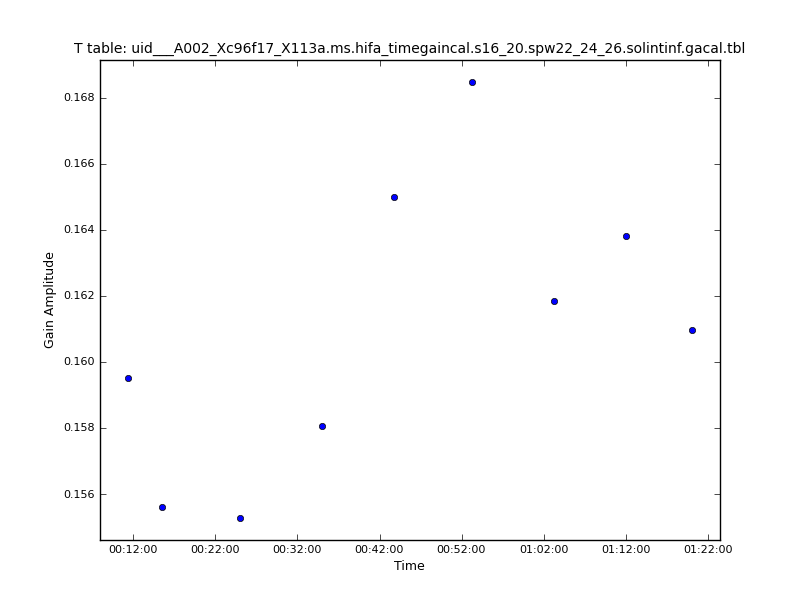 T table: uid___A002_Xc96f17_X113a.ms.hifa_timegaincal.s16_20.spw22_24_26.solintinf.gacal.tbl
0.168
0.166
0.164
0.162
0.160
0.158
0.156
Gain Amplitude
00:12:00 00:22:00 00:32:00 00:42:00 00:52:00 01:02:00 01:12:00 01:22:00
Time